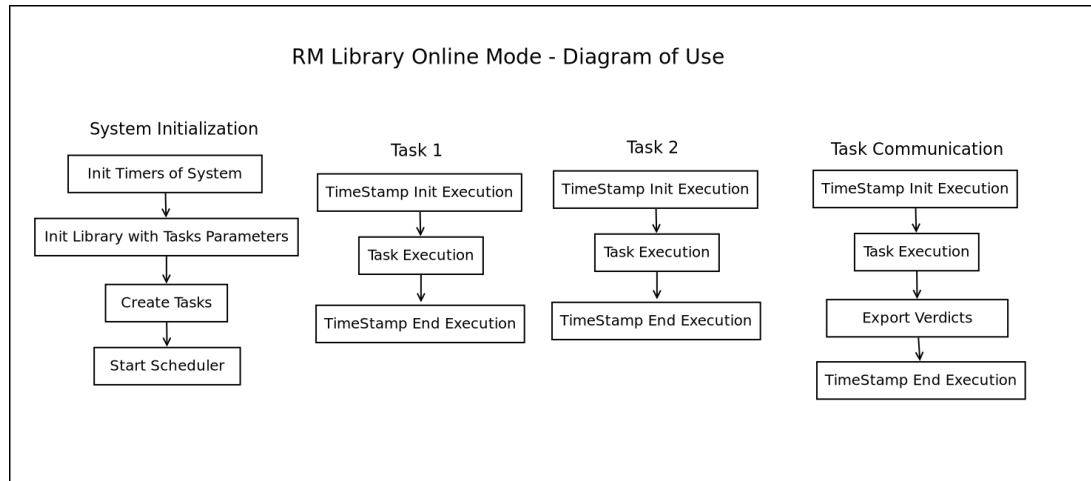 RM Library Online Mode - Diagram of Use
System Initialization
Init Timers of System
Init Library with Tasks Parameters
Create Tasks
Start Scheduler
Task 1
TimeStamp Init Execution
Task Execution
TimeStamp End Execution
Task 2
TimeStamp Init Execution
Task Execution
TimeStamp End Execution
Task Communication
TimeStamp Init Execution
Task Execution
Export Verdicts
TimeStamp End Execution